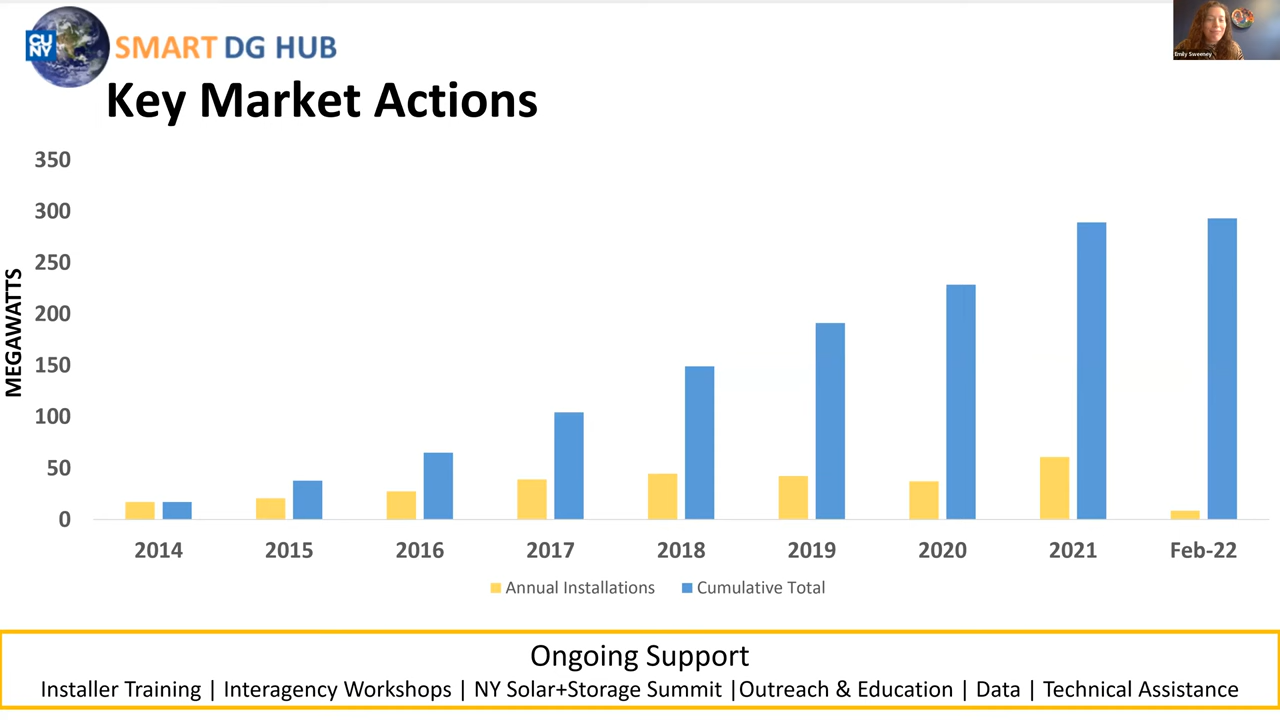 CU
NY
SMART DG HUB
Emily Sweeney
Key Market Actions
350
300
250
200
150
100
50
0
MEGAWATTS
2014 2015 2016 2017 2018 2019 2020 2021 Feb-22
Annual Installations Cumulative Total
Ongoing Support
Installer Training | Interagency Workshops | NY Solar+Storage Summit |Outreach & Education | Data | Technical Assistance